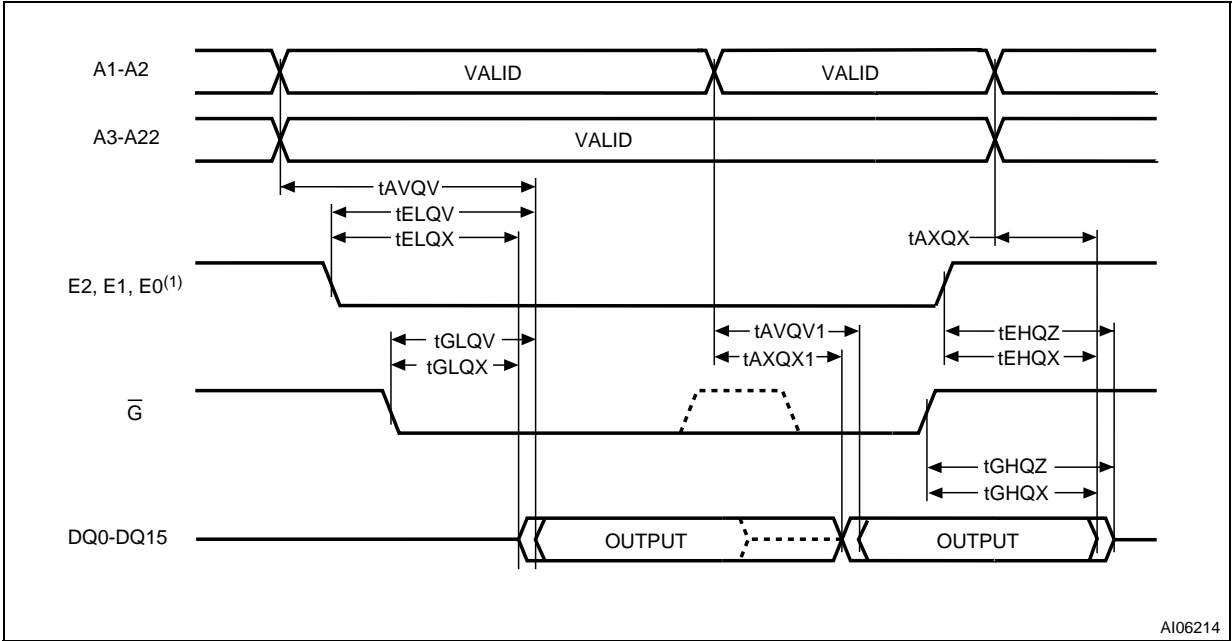 A1-A2
VALID
VALID
A3-A22
VALID
tAVQV
tELQV
tELQX
tAXQX
E2, E1, E0(1)
tGLQV
tGLQX
tAVQV1
tAXQX1
tEHQZ
tEHQX
G̅
tGHQZ
tGHQX
DQ0-DQ15
OUTPUT
OUTPUT
AI06214